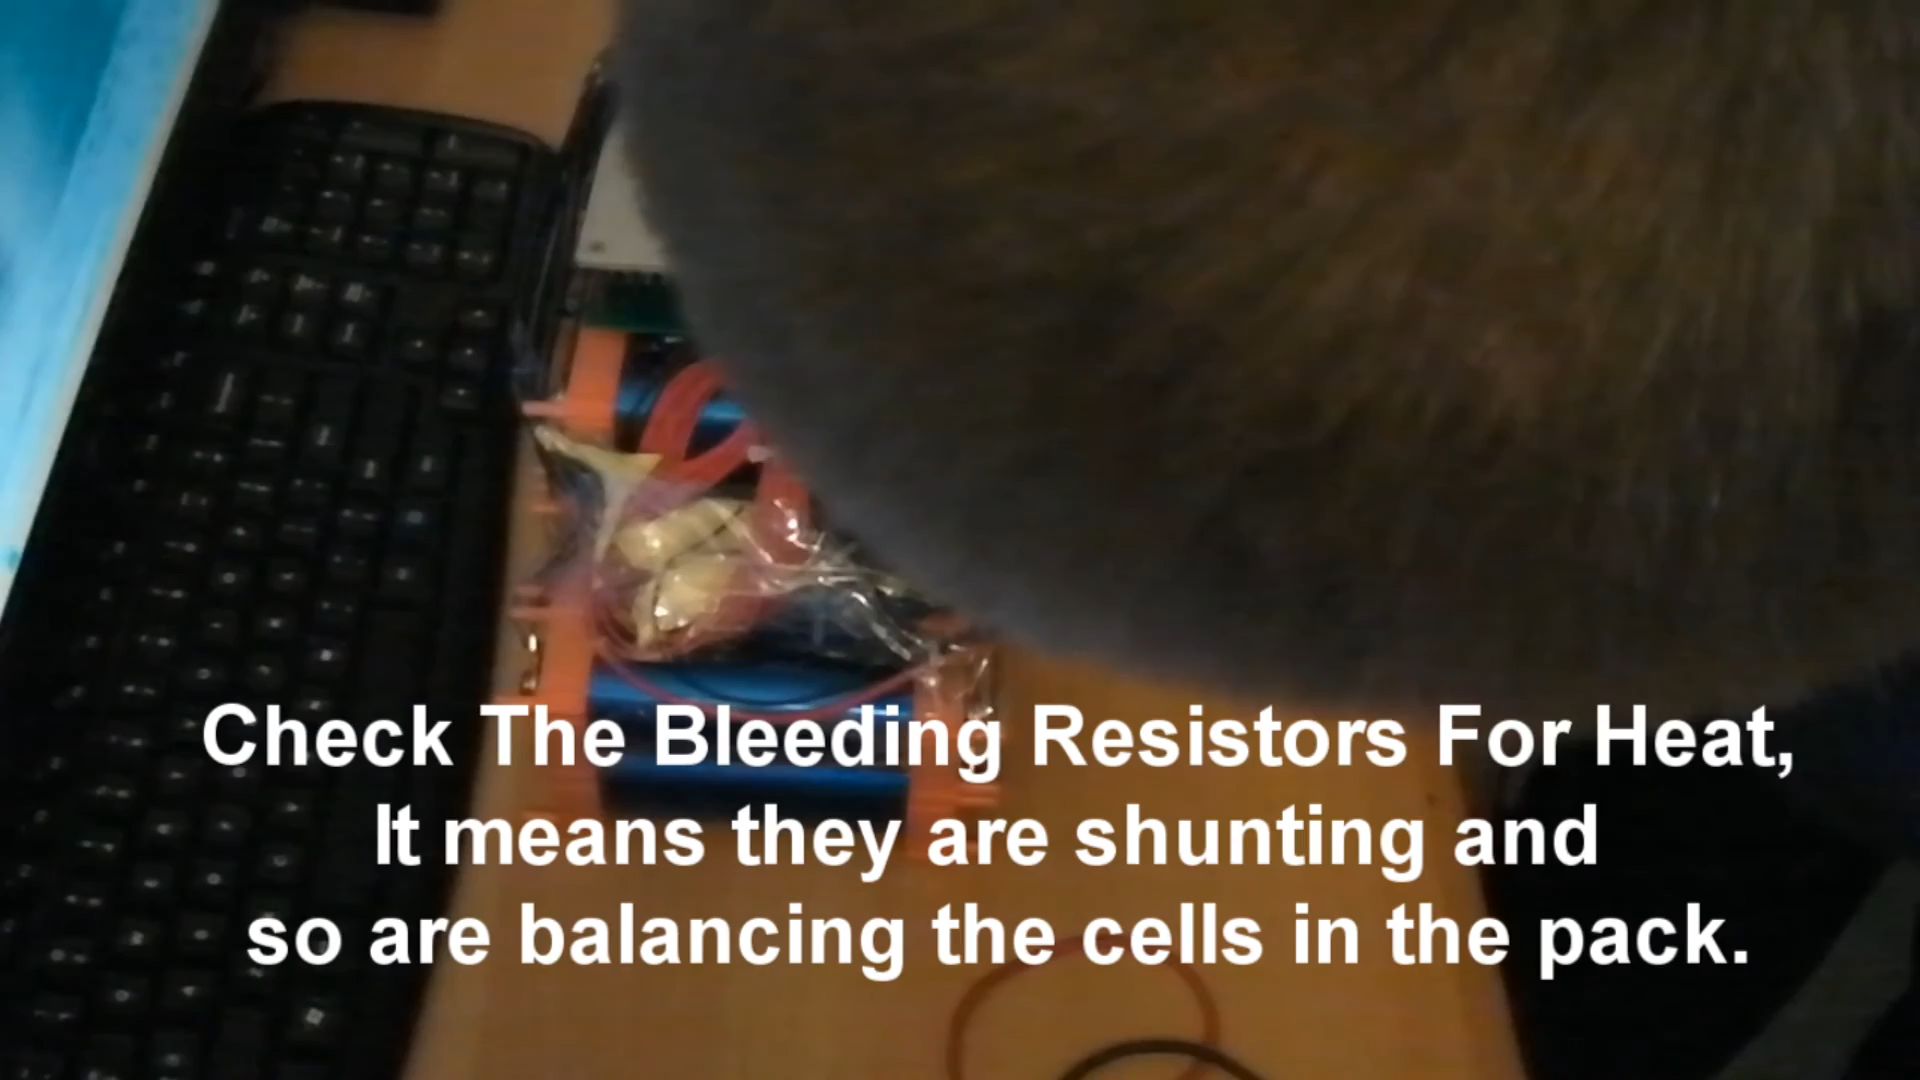 Check The Bleeding Resistors For Heat,
It means they are shunting and
so are balancing the cells in the pack.